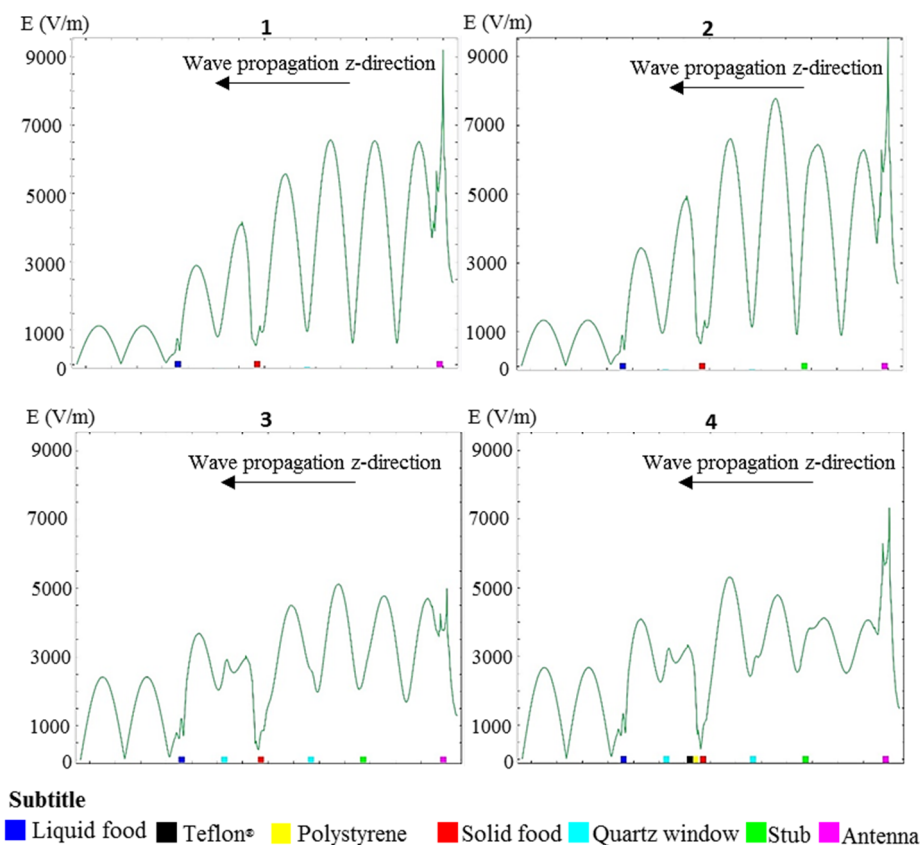 E (V/m)
1
Wave propagation z-direction
9000
7000
5000
3000
1000
0
E (V/m)
2
Wave propagation z-direction
9000
7000
5000
3000
1000
0
E (V/m)
3
Wave propagation z-direction
9000
7000
5000
3000
1000
0
E (V/m)
4
Wave propagation z-direction
9000
7000
5000
3000
1000
0
Subtitle
Liquid food Teflon® Polystyrene Solid food Quartz window Stub Antenna